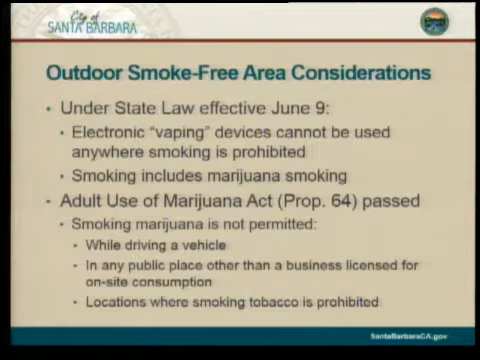 City of
SANTA BARBARA
Outdoor Smoke-Free Area Considerations
• Under State Law effective June 9:
• Electronic “vaping” devices cannot be used
anywhere smoking is prohibited
• Smoking includes marijuana smoking
• Adult Use of Marijuana Act (Prop. 64) passed
• Smoking marijuana is not permitted:
• While driving a vehicle
• In any public place other than a business licensed for
on-site consumption
• Locations where smoking tobacco is prohibited
SantaBarbaraCA.gov